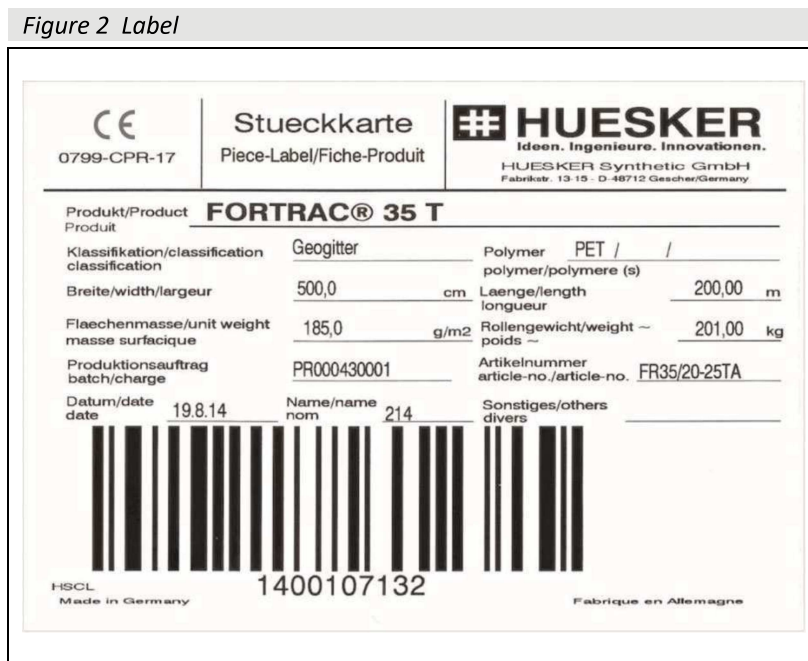 Figure 2 Label
CE
0799-CPR-17
Stueckkarte
Piece-Label/Fiche-Produit
HUESKER
Ideen. Ingenieure. Innovationen.
HUESKER Synthetic GmbH
Fabrikstr. 13-15 - D-48712 Gescher/Germany
Produkt/Product FORTRAC® 35 T
Produit
Klassifikation/classification Geogitter
classification
Polymer PET / /
polymer/polymere (s)
Breite/width/largeur 500,0 cm
Laenge/length 200,00 m
longueur
Flaechenmasse/unit weight 185,0 g/m2
masse surfacique
Rollengewicht/weight ~ 201,00 kg
poids ~
Produktionsauftrag PR000430001
batch/charge
Artikelnummer
article-no./article-no. FR35/20-25TA
Datum/date 19.8.14
date
Name/name 214
nom
Sonstiges/others
divers
HSCL
1400107132
Made in Germany
Fabrique en Allemagne